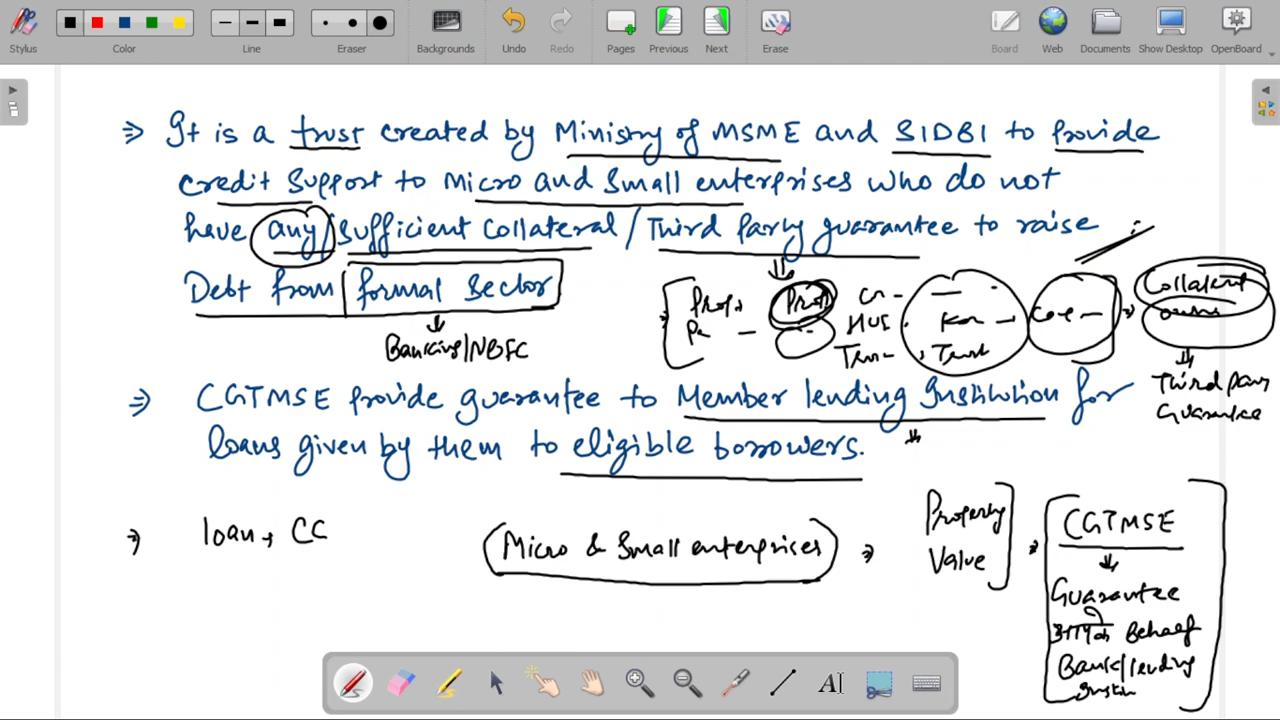 Stylus
Color
Line
Eraser
Backgrounds
Undo
Redo
Pages
Previous
Next
Erase
Board
Web
Documents
Show Desktop
OpenBoard
⇒ It is a trust created by Ministry of MSME and SIDBI to Provide
credit support to Micro and Small enterprises who do not
have any/sufficient Collateral / Third Party guarantee to raise
Debt from formal Sector
Banking/NBFC
HUF
Collateral
Third Party
Guarantee
⇒ CGTMSE provide guarantee to Member lending Institution for
loans given by them to eligible borrowers.
⇒ loan, CC
Micro & Small enterprises ⇒
Property
Value
CGTMSE
Guarantee
Behalf
Bank/lending